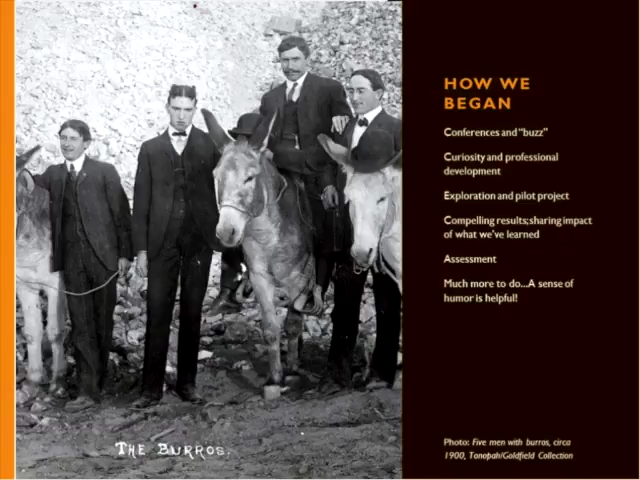 HOW WE
BEGAN
Conferences and "buzz"
Curiosity and professional
development
Exploration and pilot project
Compelling results; sharing impact
of what we've learned
Assessment
Much more to do...A sense of
humor is helpful!
THE BURROS.
Photo: Five men with burros, circa
1900, Tonopah/Goldfield Collection